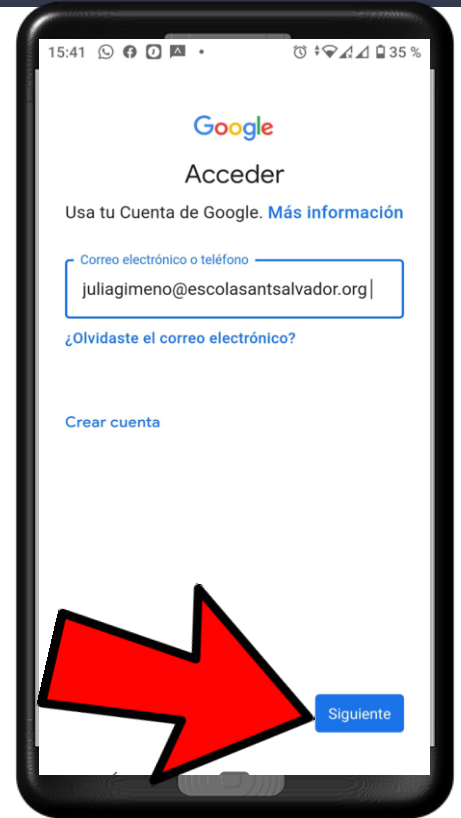 15:41
35 %
Google
Acceder
Usa tu Cuenta de Google. Más información
Correo electrónico o teléfono
juliagimeno@escolasantsalvador.org
¿Olvidaste el correo electrónico?
Crear cuenta
Siguiente